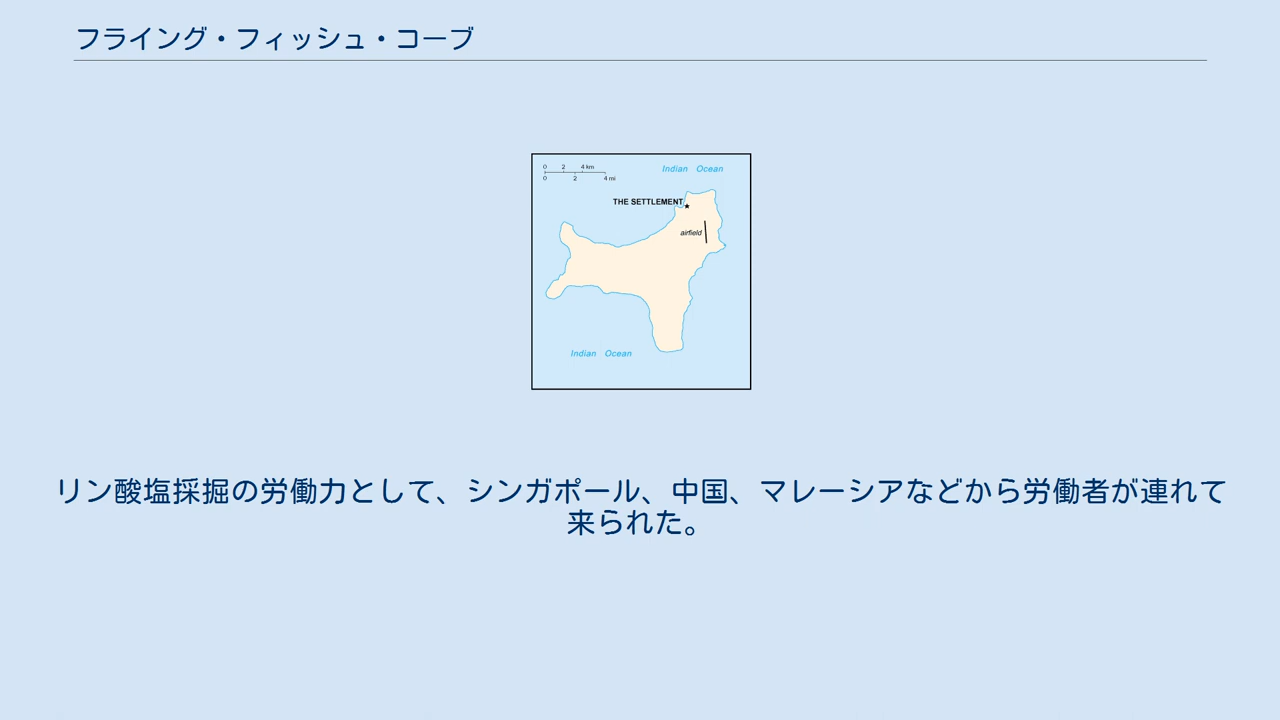 フライング・フィッシュ・コーブ
0 2 4 km
0 2 4 mi
Indian Ocean
THE SETTLEMENT
airfield
Indian Ocean
リン酸塩採掘の労働力として、シンガポール、中国、マレーシアなどから労働者が連れて
来られた。